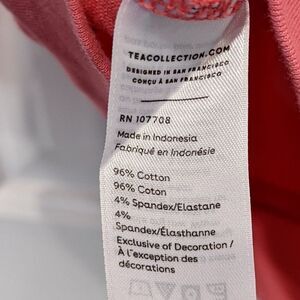 TEACOLLECTION.COM
DESIGNED IN SAN FRANCISCO
CONÇU À SAN FRANCISCO
RN 107708
Made in Indonesia
Fabriqué en Indonésie
96% Cotton
96% Coton
4% Spandex/Elastane
4%
Spandex/Élasthanne
Exclusive of Decoration /
À l'exception des
décorations